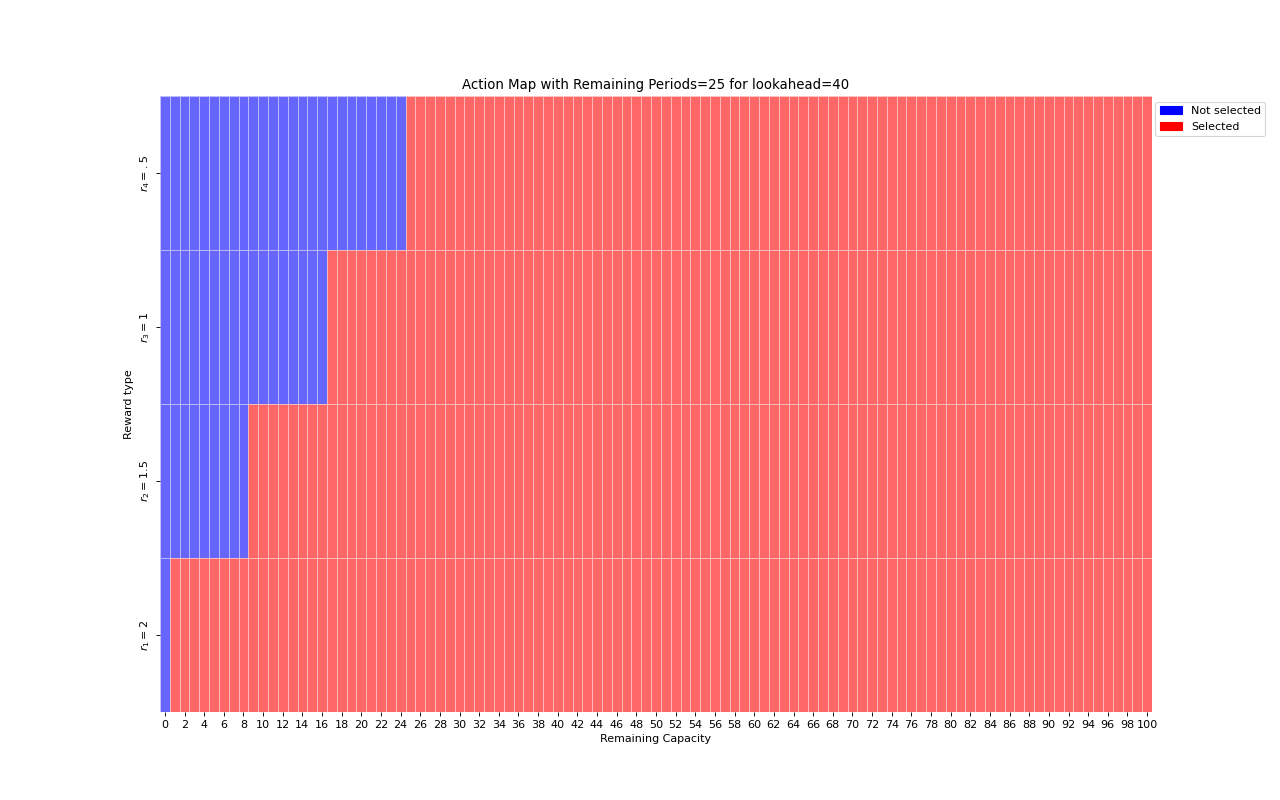 Action Map with Remaining Periods=25 for lookahead=40
Not selected
Selected
r₄ = .5
r₃ = 1
r₂ = 1.5
r₁ = 2
Reward type
0 2 4 6 8 10 12 14 16 18 20 22 24 26 28 30 32 34 36 38 40 42 44 46 48 50 52 54 56 58 60 62 64 66 68 70 72 74 76 78 80 82 84 86 88 90 92 94 96 98 100
Remaining Capacity